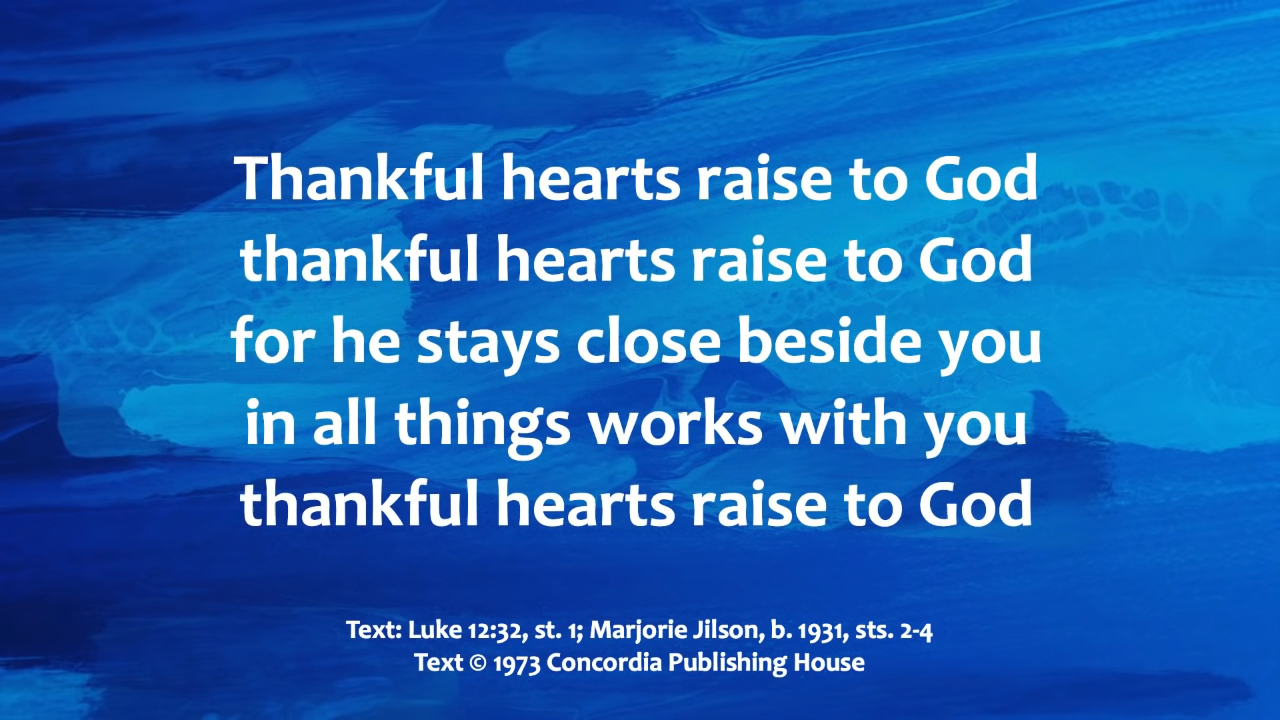 Thankful hearts raise to God
thankful hearts raise to God
for he stays close beside you
in all things works with you
thankful hearts raise to God
Text: Luke 12:32, st. 1; Marjorie Jilson, b. 1931, sts. 2-4
Text © 1973 Concordia Publishing House